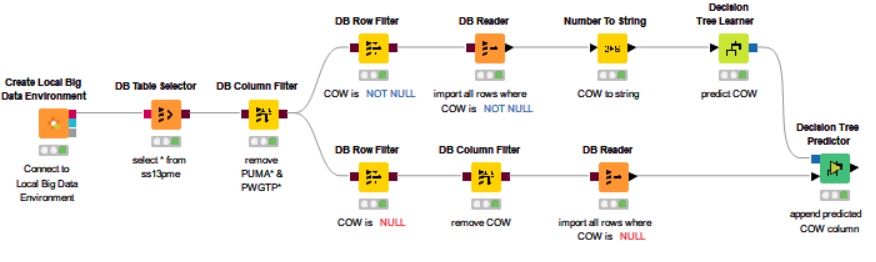 Decision
Tree Learner
DB Row Filter
DB Reader
Number To String
COW is NOT NULL
import all rows where
COW is NOT NULL
COW to string
predict COW
Create Local Big
Data Environment
DB Table Selector
DB Column Filter
Connect to
Local Big Data
Environment
select * from
ss13pme
remove
PUMA* &
PWGTP*
DB Row Filter
DB Column Filter
DB Reader
COW is NULL
remove COW
import all rows where
COW is NULL
Decision Tree
Predictor
append predicted
COW column